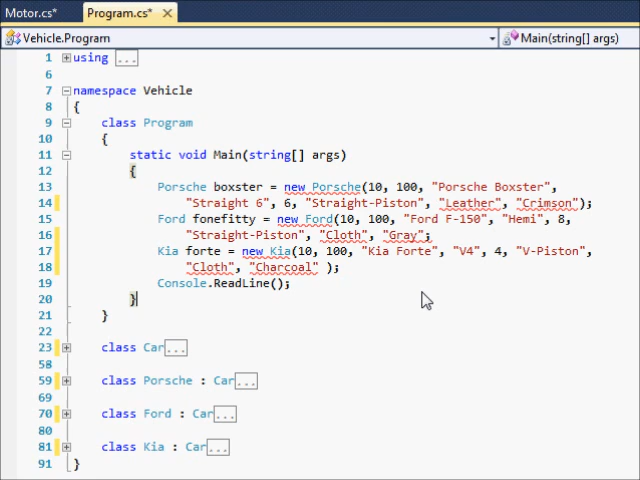 Motor.cs* Program.cs* ×
Vehicle.Program Main(string[] args)
1 using ...
6
7 namespace Vehicle
8 {
9 class Program
10 {
11 static void Main(string[] args)
12 {
13 Porsche boxster = new Porsche(10, 100, "Porsche Boxster",
14 "Straight 6", 6, "Straight-Piston", "Leather", "Crimson");
15 Ford fonefitty = new Ford(10, 100, "Ford F-150", "Hemi", 8,
16 "Straight-Piston", "Cloth", "Gray";
17 Kia forte = new Kia(10, 100, "Kia Forte", "V4", 4, "V-Piston",
18 "Cloth", "Charcoal" );
19 Console.ReadLine();
20 }
21 }
22
23 class Car...
58
59 class Porsche : Car...
69
70 class Ford : Car...
80
81 class Kia : Car...
91 }